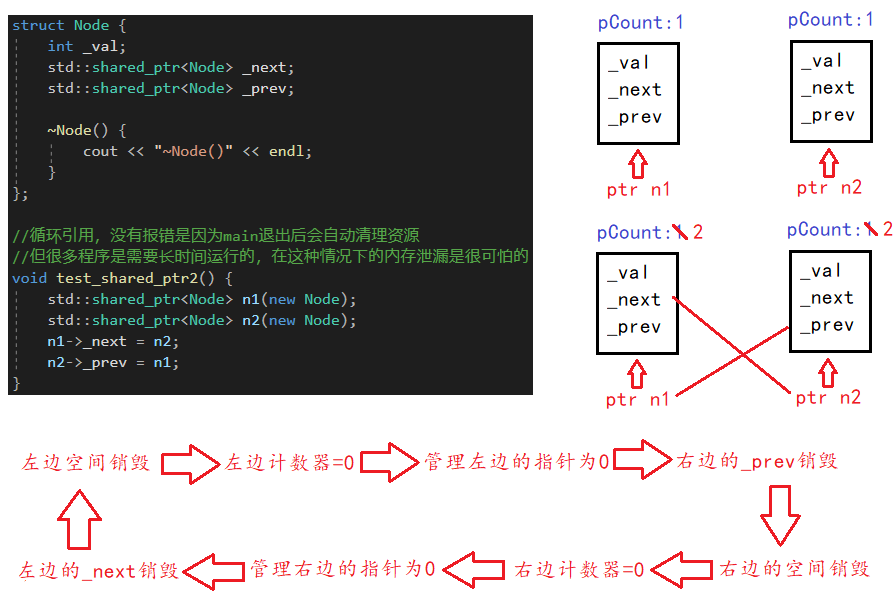 struct Node {
    int _val;
    std::shared_ptr<Node> _next;
    std::shared_ptr<Node> _prev;
    ~Node() {
        cout << "~Node()" << endl;
    }
};
//循环引用，没有报错是因为main退出后会自动清理资源
//但很多程序是需要长时间运行的，在这种情况下的内存泄漏是很可怕的
void test_shared_ptr2() {
    std::shared_ptr<Node> n1(new Node);
    std::shared_ptr<Node> n2(new Node);
    n1->_next = n2;
    n2->_prev = n1;
}
pCount:1
_val
_next
_prev
ptr n1
pCount:1
_val
_next
_prev
ptr n2
pCount:1 2
_val
_next
_prev
ptr n1
pCount:1 2
_val
_next
_prev
ptr n2
左边空间销毁
左边计数器=0
管理左边的指针为0
右边的_prev销毁
右边的空间销毁
右边计数器=0
管理右边的指针为0
左边的_next销毁